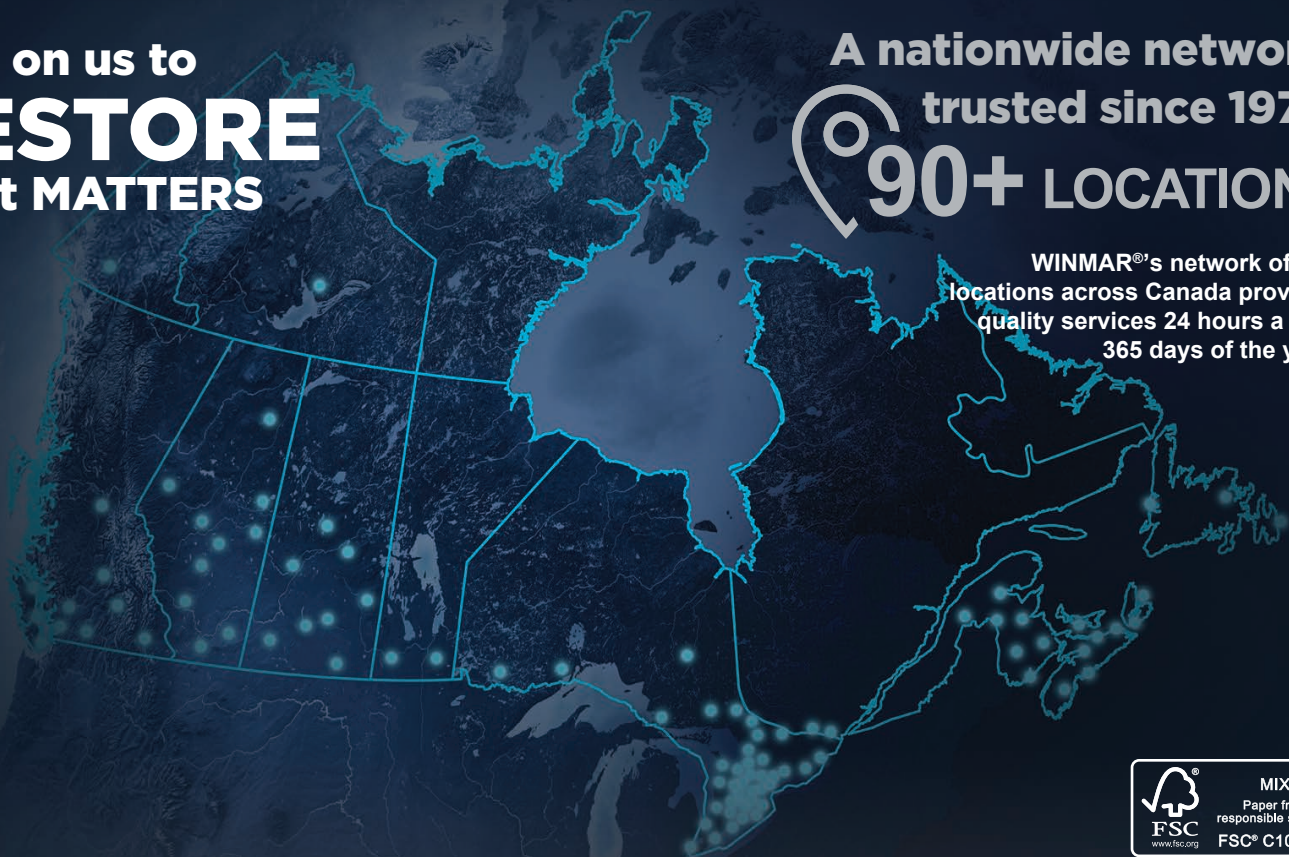 on us to
ESTORE
t MATTERS
A nationwide networ
trusted since 197
90+ LOCATION
WINMAR®'s network of
locations across Canada prov
quality services 24 hours a
365 days of the y
FSC
www.fsc.org
®
MIX
Paper fr
responsible s
FSC® C10